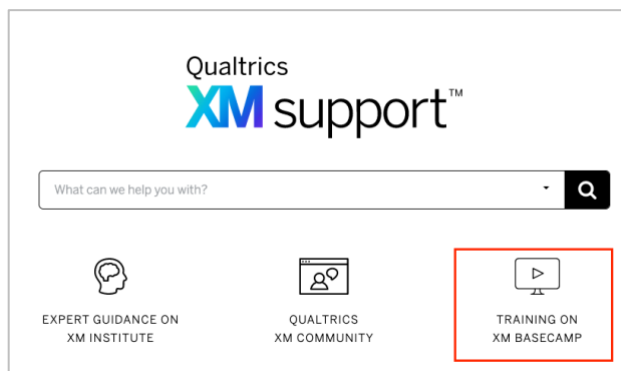 Qualtrics
XM support™
What can we help you with?
EXPERT GUIDANCE ON
XM INSTITUTE
QUALTRICS
XM COMMUNITY
TRAINING ON
XM BASECAMP